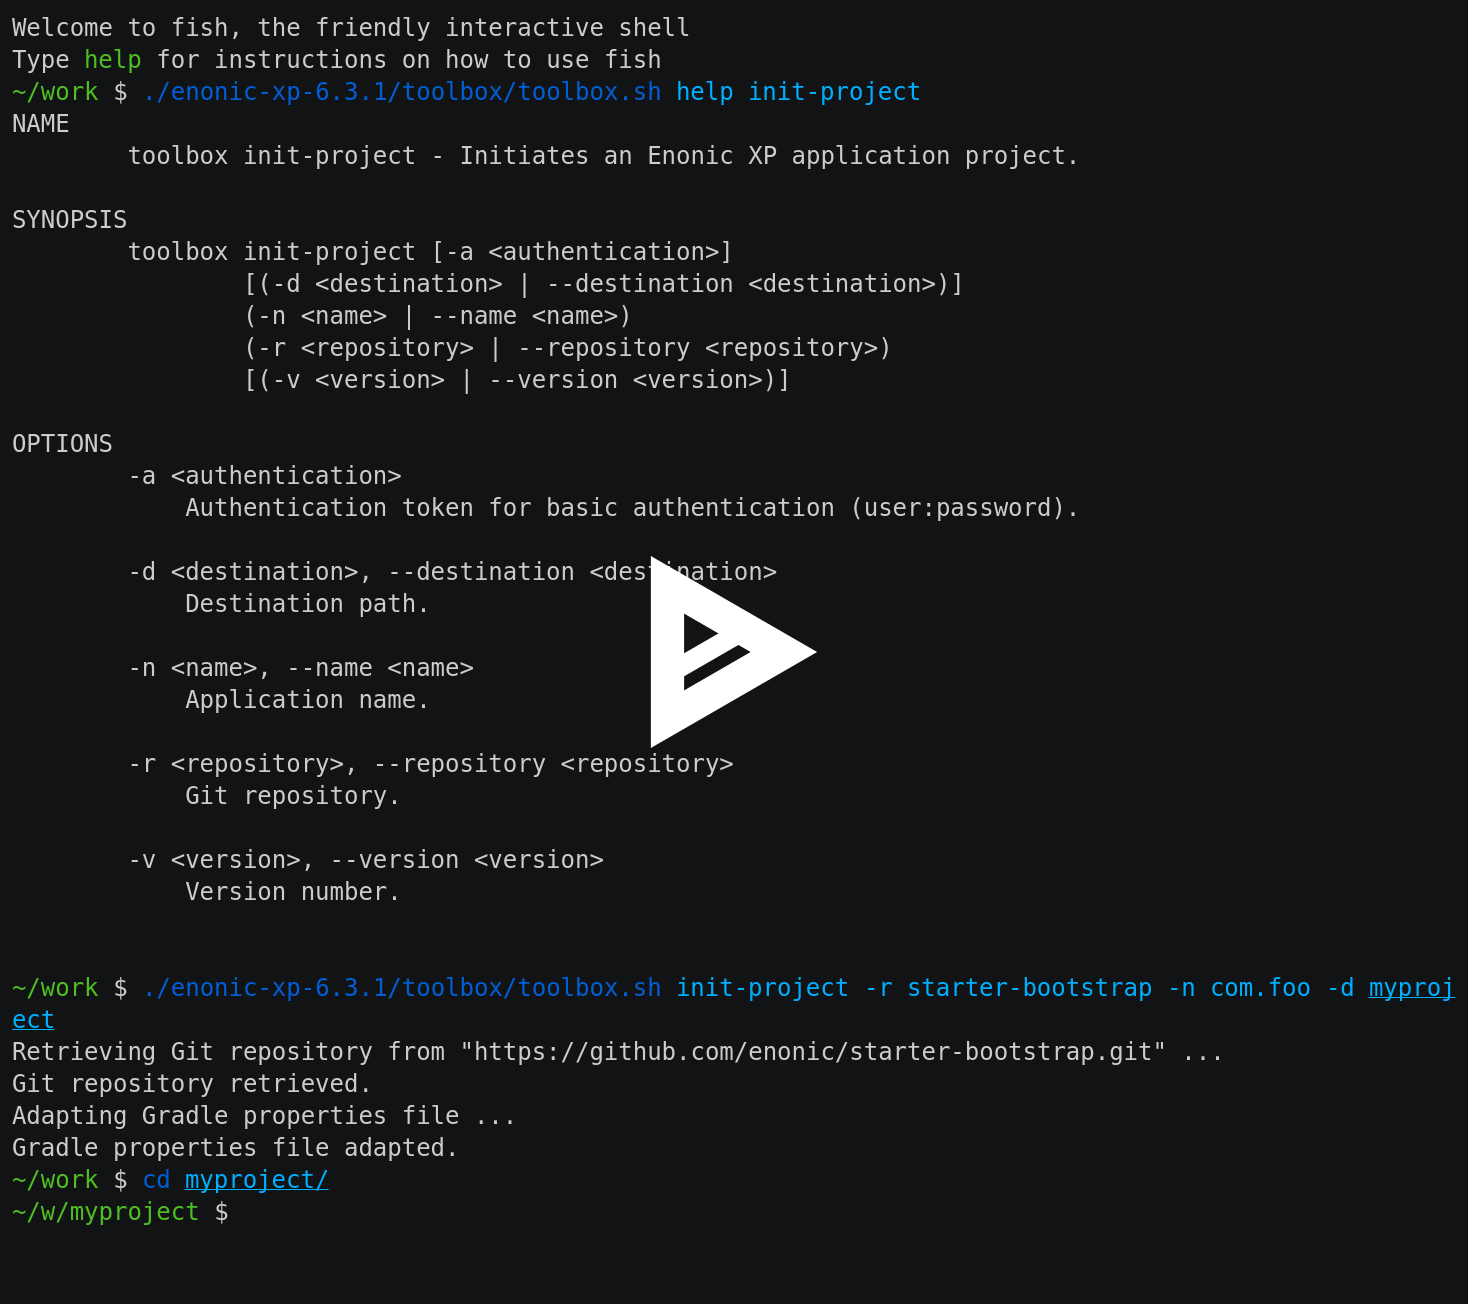 Welcome to fish, the friendly interactive shell
Type help for instructions on how to use fish
~/work $ ./enonic-xp-6.3.1/toolbox/toolbox.sh help init-project
NAME
        toolbox init-project - Initiates an Enonic XP application project.

SYNOPSIS
        toolbox init-project [-a <authentication>]
                [(-d <destination> | --destination <destination>)]
                (-n <name> | --name <name>)
                (-r <repository> | --repository <repository>)
                [(-v <version> | --version <version>)]

OPTIONS
        -a <authentication>
            Authentication token for basic authentication (user:password).

        -d <destination>, --destination <destination>
            Destination path.

        -n <name>, --name <name>
            Application name.

        -r <repository>, --repository <repository>
            Git repository.

        -v <version>, --version <version>
            Version number.


~/work $ ./enonic-xp-6.3.1/toolbox/toolbox.sh init-project -r starter-bootstrap -n com.foo -d myproj
ect
Retrieving Git repository from "https://github.com/enonic/starter-bootstrap.git" ...
Git repository retrieved.
Adapting Gradle properties file ...
Gradle properties file adapted.
~/work $ cd myproject/
~/w/myproject $